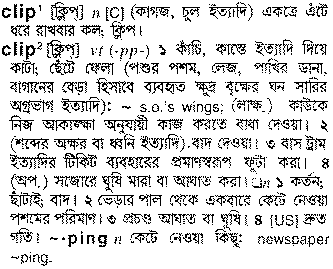 clip¹ [ক্লিপ্] n [C] (কাগজ, চুল ইত্যাদি) একত্রে এঁটে
ধরে রাখবার কল; ক্লিপ।
clip² [ক্লিপ্] vt (-pp-) ১ কাঁচি, কাস্তে ইত্যাদি দিয়ে
কাটা; ছেঁটে ফেলা (পশুর পশম, লেজ, পাখির ডানা,
বাগানের বেড়া হিসাবে ব্যবহৃত ক্ষুদ্র বৃক্ষের ঘন সারির
অগ্রভাগ ইত্যাদি): ~ s.o.'s wings; (লাক্ষ.) কাউকে
নিজ আকাঙ্ক্ষা অনুযায়ী কাজ করতে বাধা দেওয়া। ২
(শব্দের অক্ষর বা ধ্বনি ইত্যাদি) বাদ দেওয়া। ৩ বাস ট্রাম
ইত্যাদির টিকিট ব্যবহারের প্রমাণস্বরূপ ফুটা করা। ৪
(অপ.) সজোরে ঘুষি মারা বা আঘাত করা। □n ১ কর্তন;
ছাঁটাই; বাদ। ২ ভেড়ার পাল থেকে একবারে কেটে নেওয়া
পশমের পরিমাণ। ৩ প্রচণ্ড আঘাত বা ঘুষি। ৪ [US] দ্রুত
গতি। ~·ping n কেটে নেওয়া কিছু: newspaper
~ping.